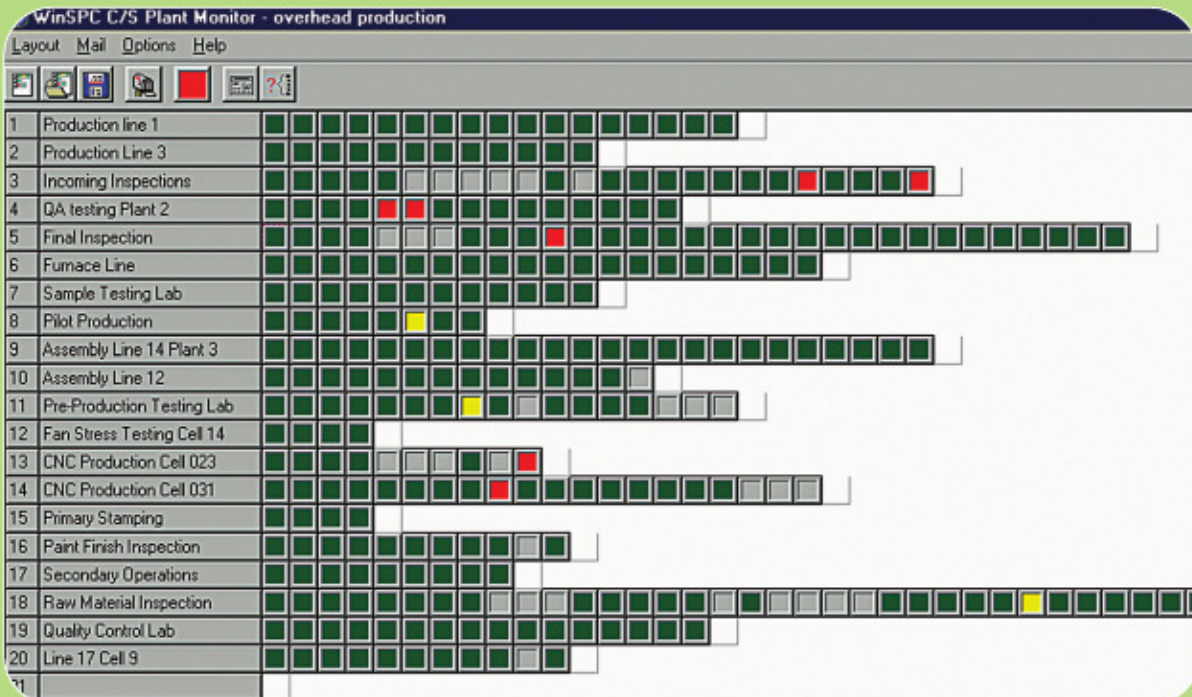 WinSPC C/S Plant Monitor - overhead production
Layout Mail Options Help
1 Production line 1
2 Production Line 3
3 Incoming Inspections
4 QA testing Plant 2
5 Final Inspection
6 Furnace Line
7 Sample Testing Lab
8 Pilot Production
9 Assembly Line 14 Plant 3
10 Assembly Line 12
11 Pre-Production Testing Lab
12 Fan Stress Testing Cell 14
13 CNC Production Cell 023
14 CNC Production Cell 031
15 Primary Stamping
16 Paint Finish Inspection
17 Secondary Operations
18 Raw Material Inspection
19 Quality Control Lab
20 Line 17 Cell 9
21